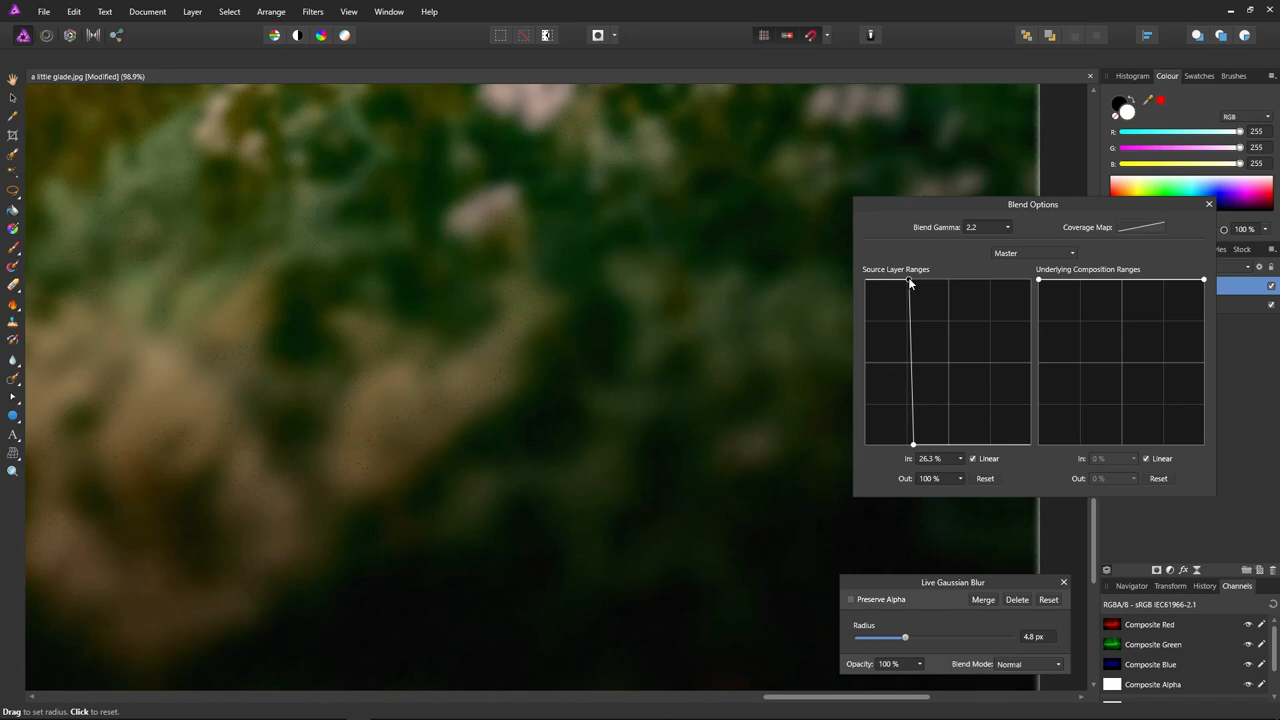 File Edit Text Document Layer Select Arrange Filters View Window Help
a little glade.jpg [Modified] (98.9%)
Histogram Colour Swatches Brushes
RGB
R: 255
G: 255
B: 255
100 %
Stock
Blend Options
Blend Gamma: 2.2 Coverage Map:
Master
Source Layer Ranges Underlying Composition Ranges
In: 26.3 % Linear In: 0 % Linear
Out: 100 % Reset Out: 0 % Reset
Live Gaussian Blur
Preserve Alpha Merge Delete Reset
Radius
4.8 px
Opacity: 100 % Blend Mode: Normal
Navigator Transform History Channels
RGBA/8 - sRGB IEC61966-2.1
Composite Red
Composite Green
Composite Blue
Composite Alpha
Drag to set radius. Click to reset.